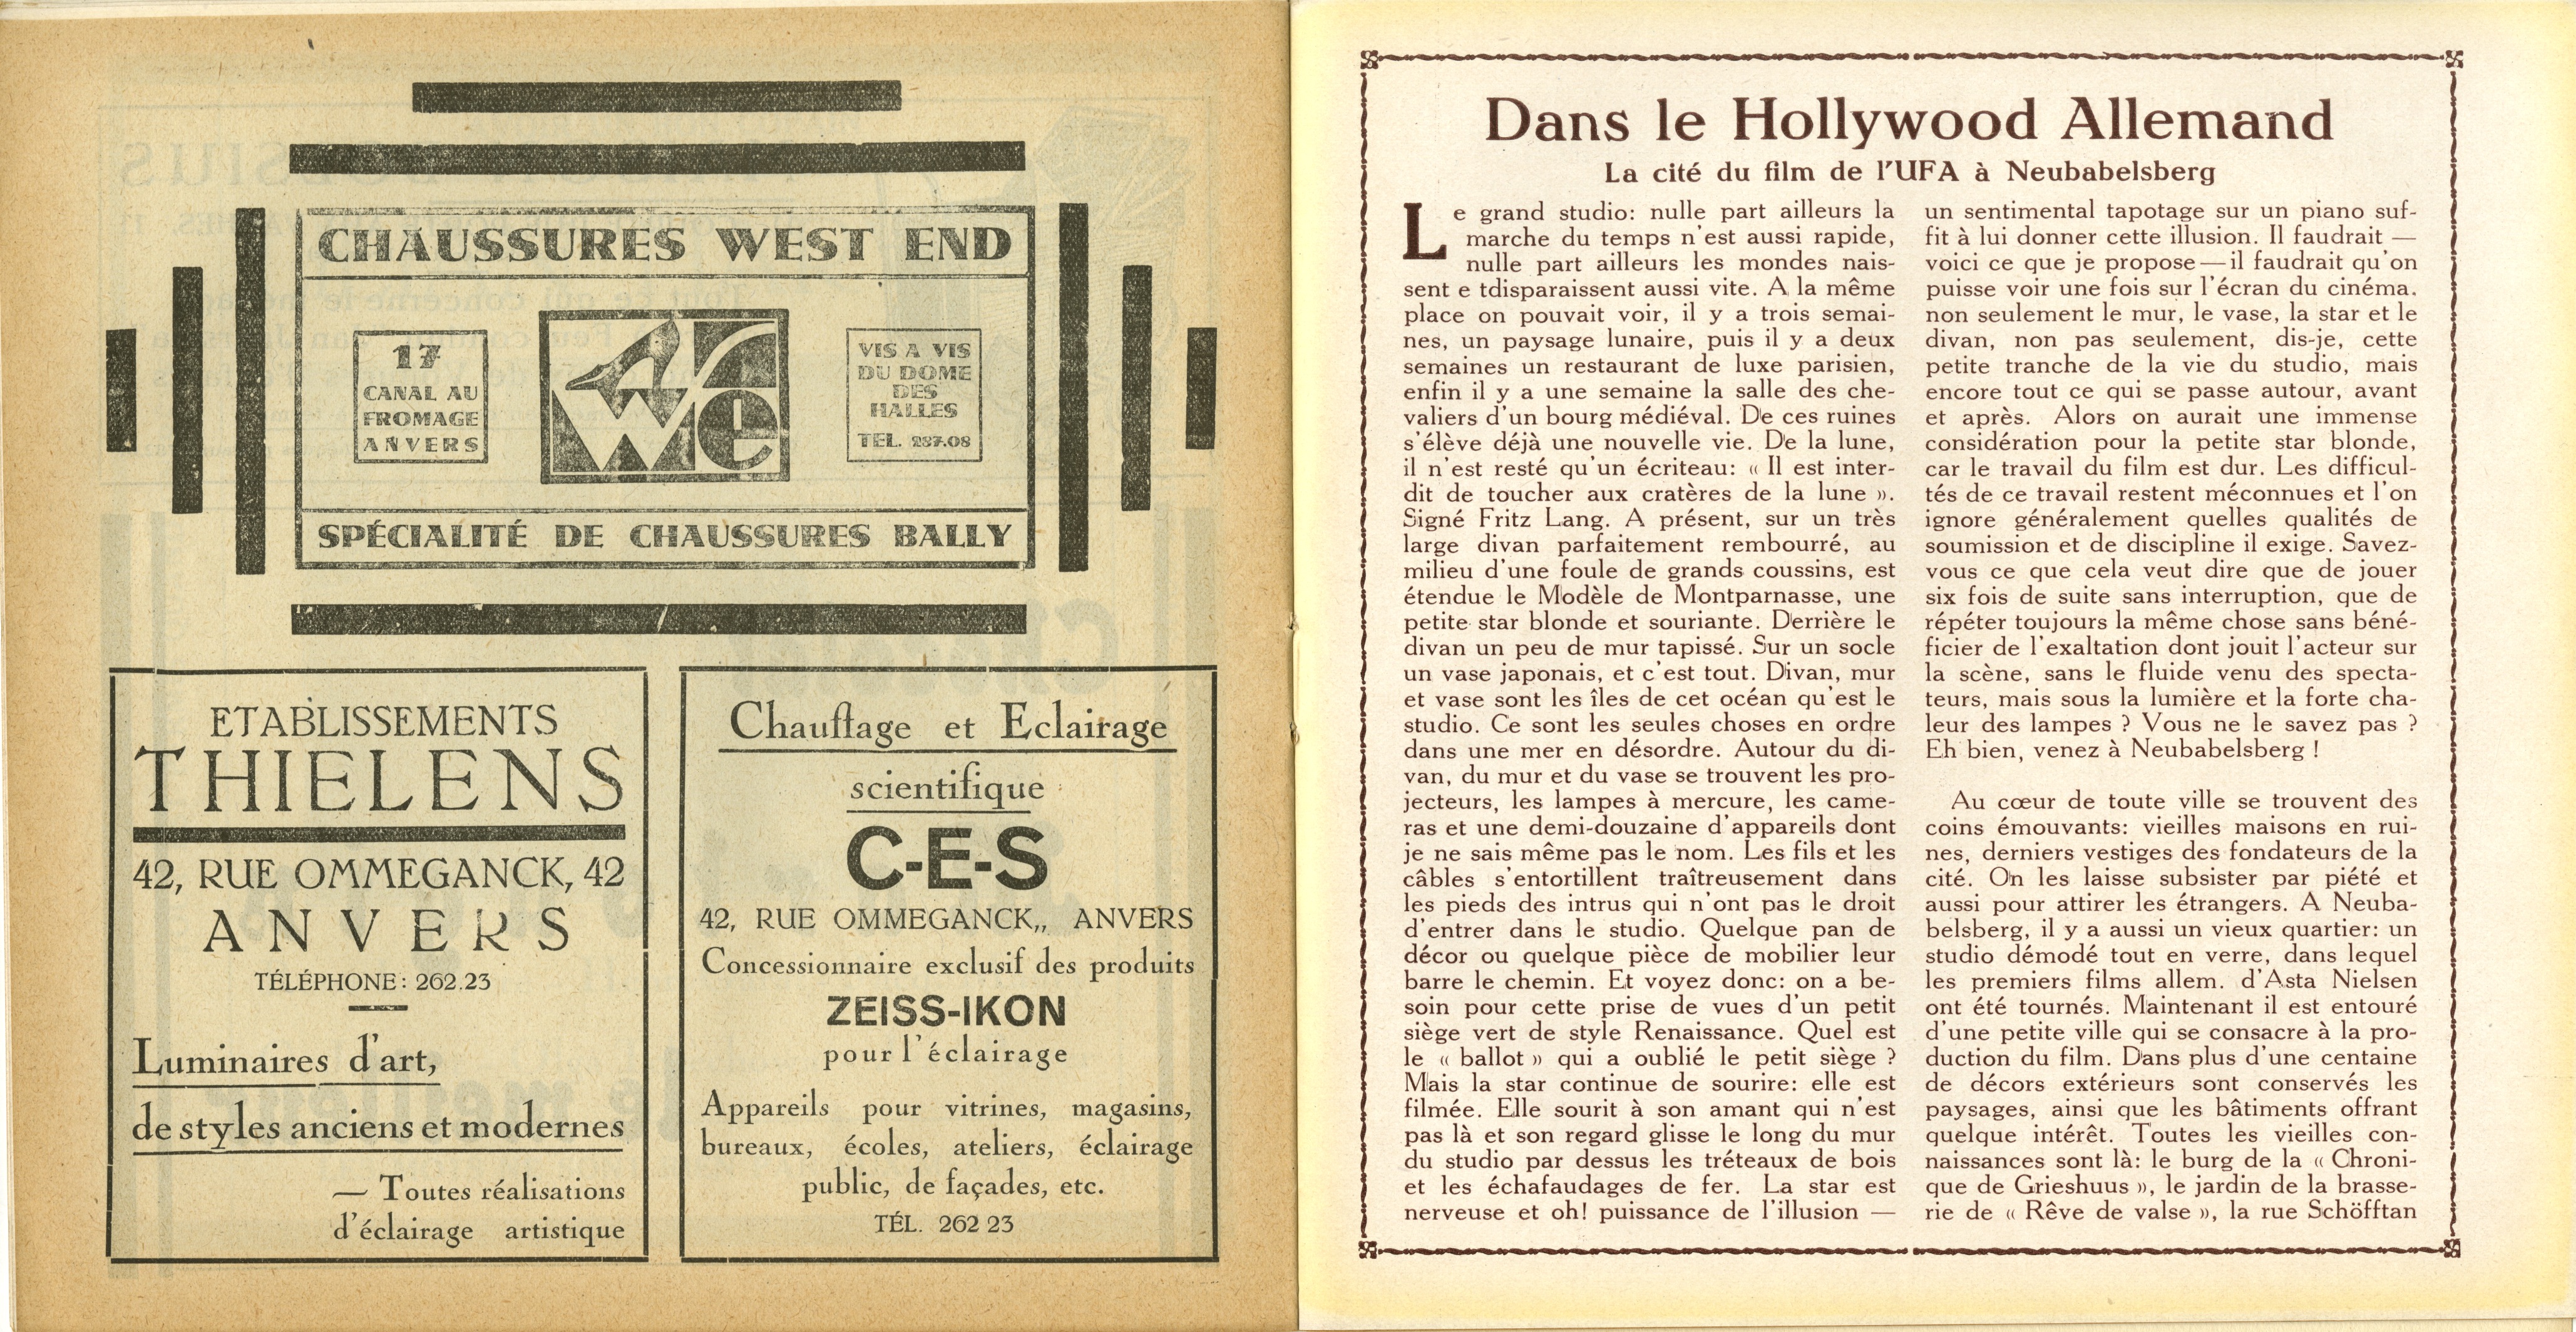 CHAUSSURES WEST END
17
CANAL AU
FROMAGE
ANVERS
We
VIS A VIS
DU DOME
DES
HALLES
TEL. 287.08
SPÉCIALITÉ DE CHAUSSURES BALLY
ETABLISSEMENTS
THIELENS
42, RUE OMMEGANCK, 42
ANVERS
TÉLÉPHONE: 262.23
Luminaires d'art,
de styles anciens et modernes
— Toutes réalisations
d'éclairage artistique
Chauffage et Eclairage
scientifique
C-E-S
42, RUE OMMEGANCK,, ANVERS
Concessionnaire exclusif des produits
ZEISS-IKON
pour l'éclairage
Appareils pour vitrines, magasins,
bureaux, écoles, ateliers, éclairage
public, de façades, etc.
TÉL. 262 23
Dans le Hollywood Allemand
La cité du film de l'UFA à Neubabelsberg
Le grand studio: nulle part ailleurs la
marche du temps n'est aussi rapide,
nulle part ailleurs les mondes nais-
sent e tdisparaissent aussi vite. A la même
place on pouvait voir, il y a trois semai-
nes, un paysage lunaire, puis il y a deux
semaines un restaurant de luxe parisien,
enfin il y a une semaine la salle des che-
valiers d'un bourg médiéval. De ces ruines
s'élève déjà une nouvelle vie. De la lune,
il n'est resté qu'un écriteau: « Il est inter-
dit de toucher aux cratères de la lune ».
Signé Fritz Lang. A présent, sur un très
large divan parfaitement rembourré, au
milieu d'une foule de grands coussins, est
étendue le Modèle de Montparnasse, une
petite star blonde et souriante. Derrière le
divan un peu de mur tapissé. Sur un socle
un vase japonais, et c'est tout. Divan, mur
et vase sont les îles de cet océan qu'est le
studio. Ce sont les seules choses en ordre
dans une mer en désordre. Autour du di-
van, du mur et du vase se trouvent les pro-
jecteurs, les lampes à mercure, les came-
ras et une demi-douzaine d'appareils dont
je ne sais même pas le nom. Les fils et les
câbles s'entortillent traîtreusement dans
les pieds des intrus qui n'ont pas le droit
d'entrer dans le studio. Quelque pan de
décor ou quelque pièce de mobilier leur
barre le chemin. Et voyez donc: on a be-
soin pour cette prise de vues d'un petit
siège vert de style Renaissance. Quel est
le « ballot » qui a oublié le petit siège ?
Mais la star continue de sourire: elle est
filmée. Elle sourit à son amant qui n'est
pas là et son regard glisse le long du mur
du studio par dessus les tréteaux de bois
et les échafaudages de fer. La star est
nerveuse et oh! puissance de l'illusion —
un sentimental tapotage sur un piano suf-
fit à lui donner cette illusion. Il faudrait —
voici ce que je propose — il faudrait qu'on
puisse voir une fois sur l'écran du cinéma.
non seulement le mur, le vase, la star et le
divan, non pas seulement, dis-je, cette
petite tranche de la vie du studio, mais
encore tout ce qui se passe autour, avant
et après. Alors on aurait une immense
considération pour la petite star blonde,
car le travail du film est dur. Les difficul-
tés de ce travail restent méconnues et l'on
ignore généralement quelles qualités de
soumission et de discipline il exige. Savez-
vous ce que cela veut dire que de jouer
six fois de suite sans interruption, que de
répéter toujours la même chose sans béné-
ficier de l'exaltation dont jouit l'acteur sur
la scène, sans le fluide venu des specta-
teurs, mais sous la lumière et la forte cha-
leur des lampes ? Vous ne le savez pas ?
Eh bien, venez à Neubabelsberg !
Au cœur de toute ville se trouvent des
coins émouvants: vieilles maisons en rui-
nes, derniers vestiges des fondateurs de la
cité. On les laisse subsister par piété et
aussi pour attirer les étrangers. A Neuba-
belsberg, il y a aussi un vieux quartier: un
studio démodé tout en verre, dans lequel
les premiers films allem. d'Asta Nielsen
ont été tournés. Maintenant il est entouré
d'une petite ville qui se consacre à la pro-
duction du film. Dans plus d'une centaine
de décors extérieurs sont conservés les
paysages, ainsi que les bâtiments offrant
quelque intérêt. Toutes les vieilles con-
naissances sont là: le burg de la « Chroni-
que de Grieshuus », le jardin de la brasse-
rie de « Rêve de valse », la rue Schöfftan